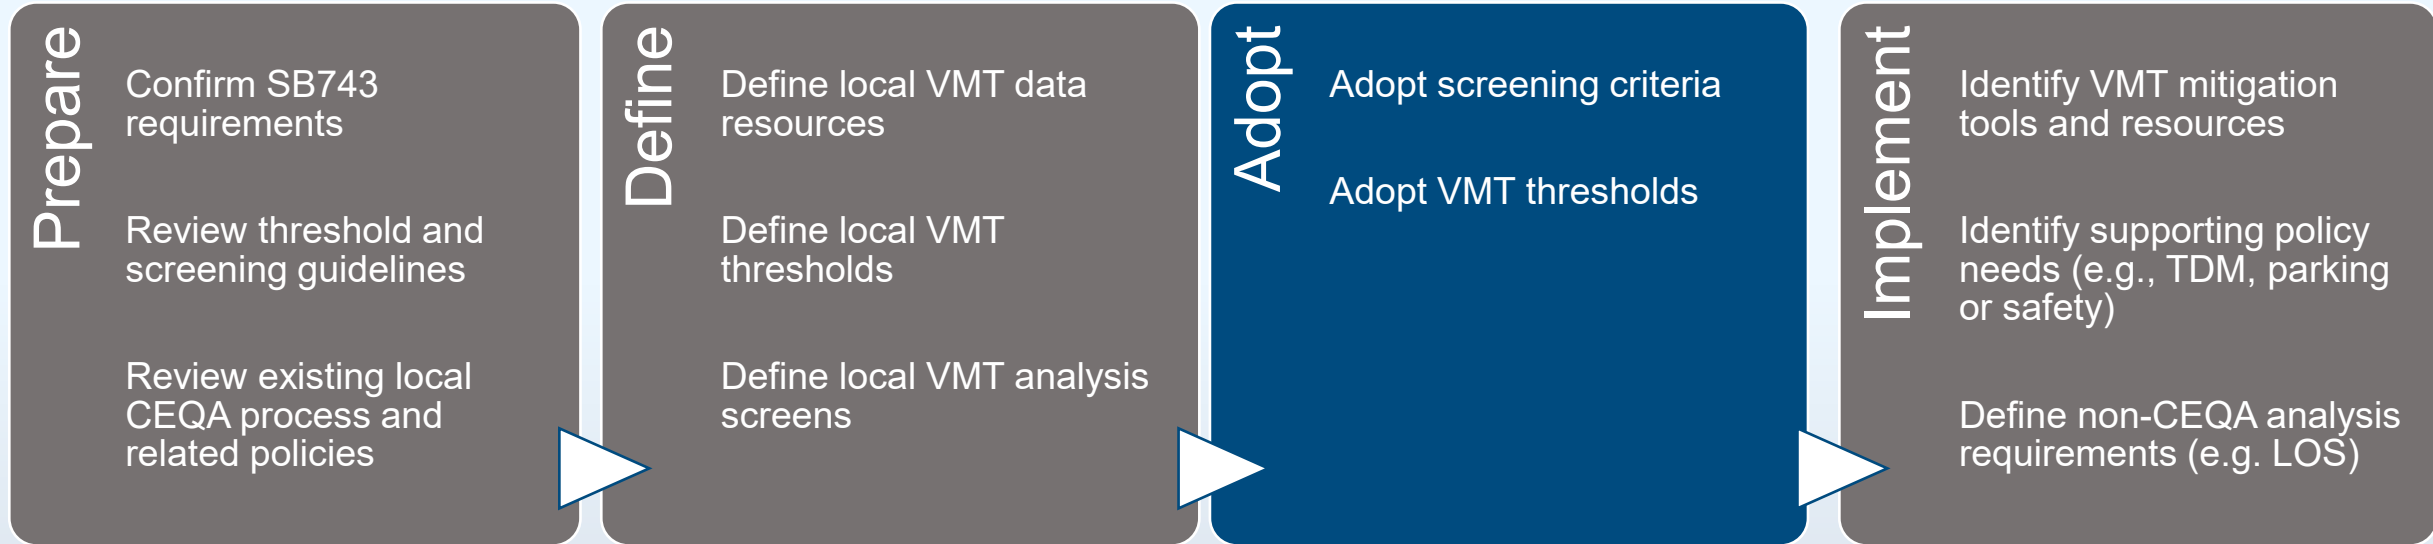 Prepare
Confirm SB743
requirements
Review threshold and
screening guidelines
Review existing local
CEQA process and
related policies
Define
Define local VMT data
resources
Define local VMT
thresholds
Define local VMT analysis
screens
Adopt
Adopt screening criteria
Adopt VMT thresholds
Implement
Identify VMT mitigation
tools and resources
Identify supporting policy
needs (e.g., TDM, parking
or safety)
Define non-CEQA analysis
requirements (e.g. LOS)